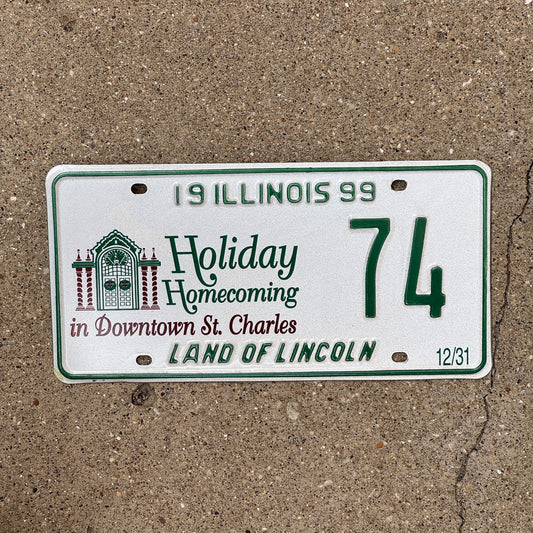 19 ILLINOIS 99
Holiday
Homecoming
in Downtown St. Charles
74
LAND OF LINCOLN
12/31